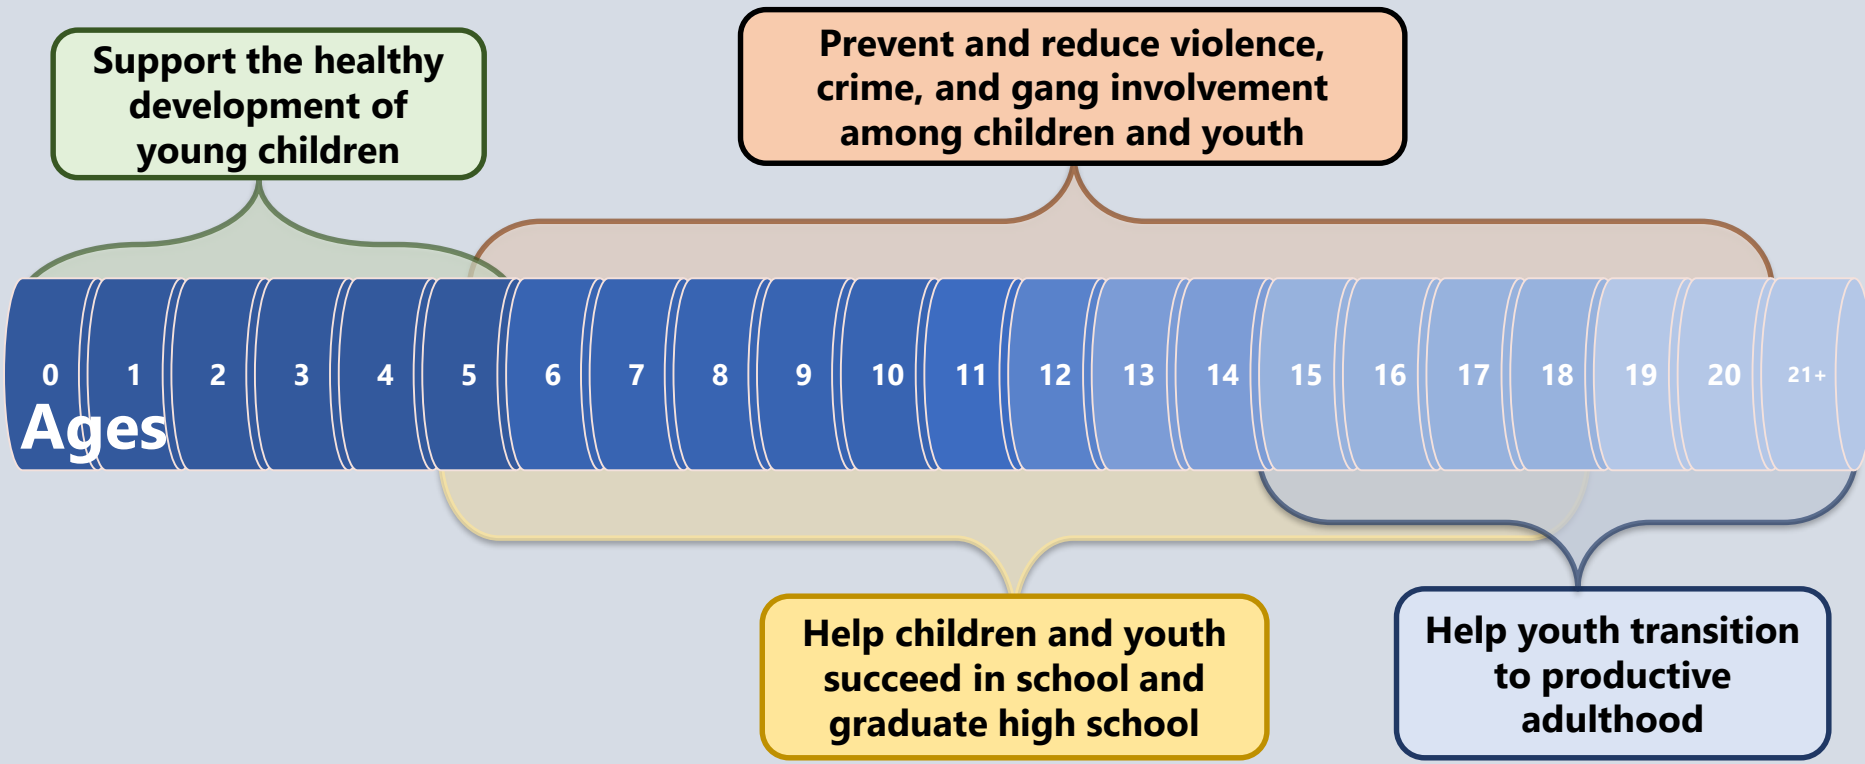 Support the healthy
development of
young children
Prevent and reduce violence,
crime, and gang involvement
among children and youth
0 1 2 3 4 5 6 7 8 9 10 11 12 13 14 15 16 17 18 19 20 21+
Ages
Help children and youth
succeed in school and
graduate high school
Help youth transition
to productive
adulthood